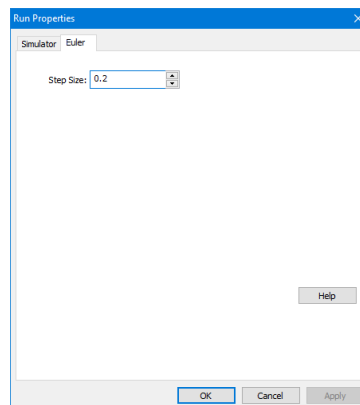 Run Properties
Simulator Euler
Step Size: 0.2
Help
OK Cancel Apply